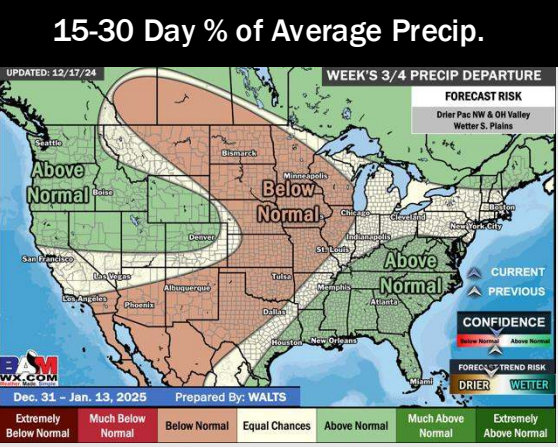 15-30 Day % of Average Precip.
UPDATED: 12/17/24
WEEK'S 3/4 PRECIP DEPARTURE
FORECAST RISK
Drier Pac NW & OH Valley
Wetter S. Plains
Seattle
Bismarck
Above
Normal
Boise
Minneapolis
Below
Normal
Boston
Chicago
Cleveland
New York City
Denver
Indianapolis
San Francisco
St. Louis
Above
Normal
Las Vegas
CURRENT
Los Angeles
Albuquerque
Tulsa
Memphis
PREVIOUS
Phoenix
Atlanta
Dallas
CONFIDENCE
Houston
New Orleans
Below Normal
Above Normal
BAM
WX.COM
Weather Made Simple
FORECAST TREND RISK
Miami
DRIER
WETTER
Dec. 31 – Jan. 13, 2025
Prepared By: WALTS
Extremely
Below Normal
Much Below
Normal
Below Normal
Equal Chances
Above Normal
Much Above
Normal
Extremely
Above Normal